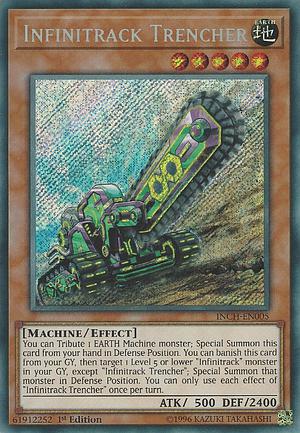 INFINITRACK TRENCHER
EARTH
地
INCH-EN005
[MACHINE/EFFECT]
You can Tribute 1 EARTH Machine monster; Special Summon this
card from your hand in Defense Position. You can banish this card
from your GY, then target 1 Level 5 or lower "Infinitrack" monster
in your GY, except "Infinitrack Trencher"; Special Summon that
monster in Defense Position. You can only use each effect of
"Infinitrack Trencher" once per turn.
ATK/ 500 DEF/2400
61912252 1st Edition ©1996 KAZUKI TAKAHASHI